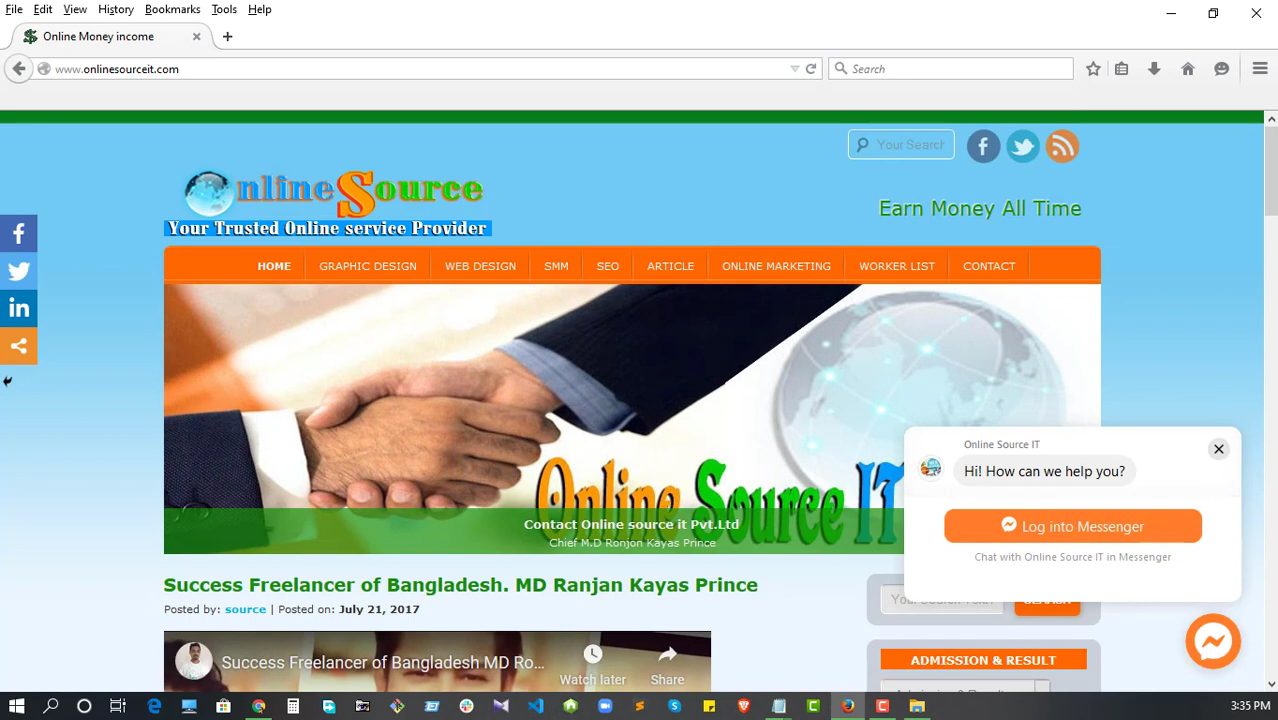 File Edit View History Bookmarks Tools Help
Online Money income
www.onlinesourceit.com
Search
Your Search
Online Source
Your Trusted Online service Provider
Earn Money All Time
HOME GRAPHIC DESIGN WEB DESIGN SMM SEO ARTICLE ONLINE MARKETING WORKER LIST CONTACT
Online Source IT
Contact Online source it Pvt.Ltd
Chief M.D Ronjon Kayas Prince
Online Source IT
Hi! How can we help you?
Log into Messenger
Chat with Online Source IT in Messenger
Success Freelancer of Bangladesh. MD Ranjan Kayas Prince
Posted by: source | Posted on: July 21, 2017
Success Freelancer of Bangladesh MD Ro...
Watch later
Share
ADMISSION & RESULT
3:35 PM